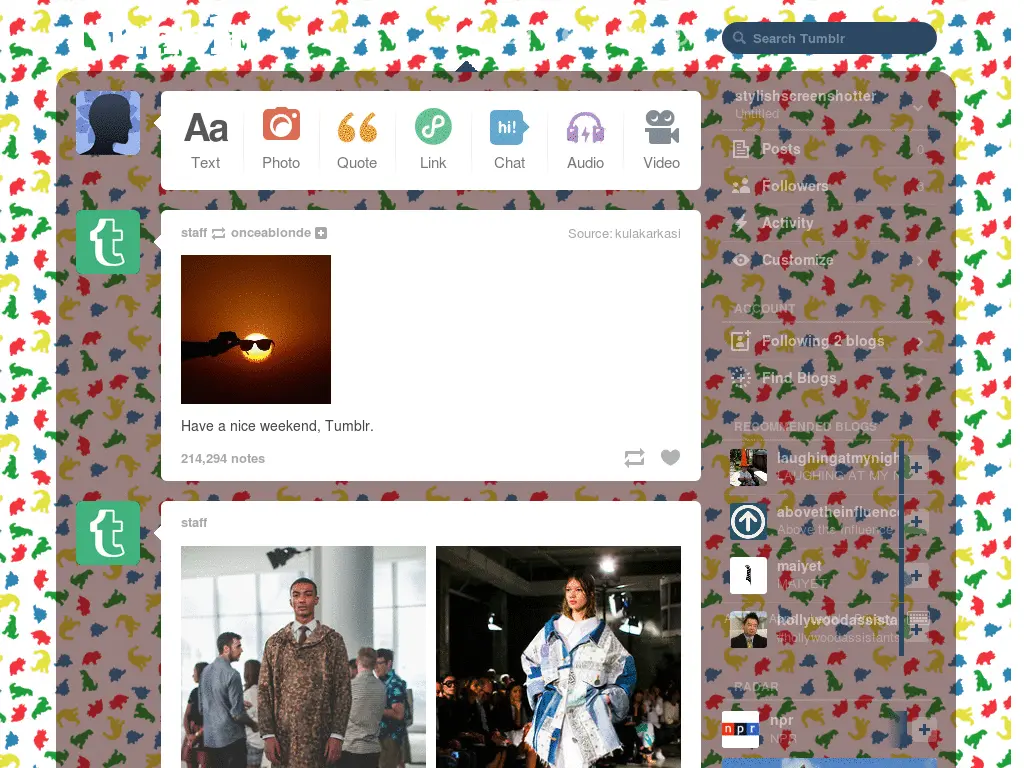 Search Tumblr
Aa
Text
Photo
Quote
Link
hi!
Chat
Audio
Video
stylishscreenshotter
Untitled
Posts 0
Followers
Activity
Customize
ACCOUNT
Following 2 blogs
Find Blogs
RECOMMENDED BLOGS
laughingatmynigh
LAUGHING AT MY N
abovetheinfluenc
Above the Influence
maiyet
MAIYET
hollywoodassista
#hollywoodassistants
RADAR
npr
npr
NPR
t
staff onceablonde
Source: kulakarkasi
Have a nice weekend, Tumblr.
214,294 notes
t
staff